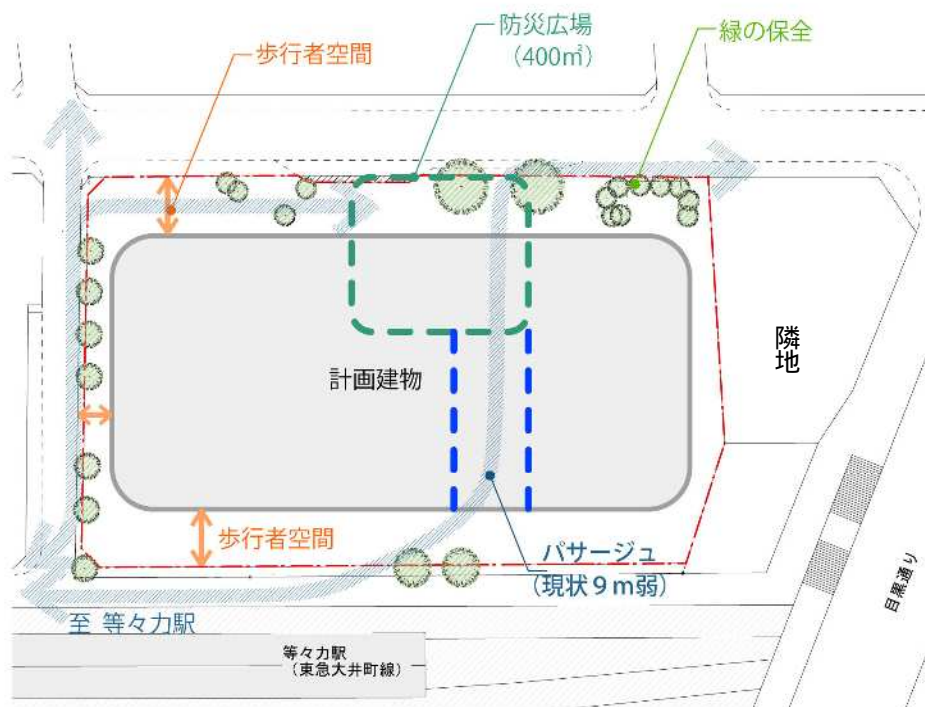 防災広場
（400㎡）
緑の保全
歩行者空間
隣地
計画建物
歩行者空間
パサージュ
（現状９ｍ弱）
目黒通り
至 等々力駅
等々力駅
（東急大井町線）